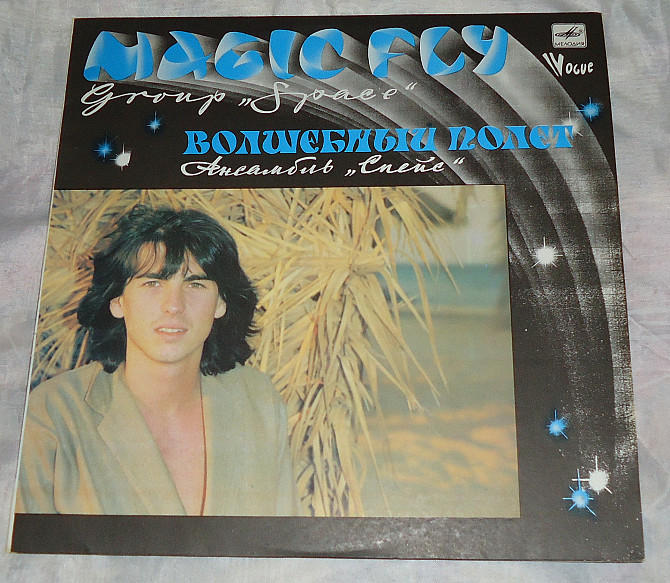 MAGIC FLY
Group „Space“
ВОЛШЕБНЫЙ ПОЛЕТ
Ансамбль „Спейс“
МЕЛОДИЯ
VOGUE